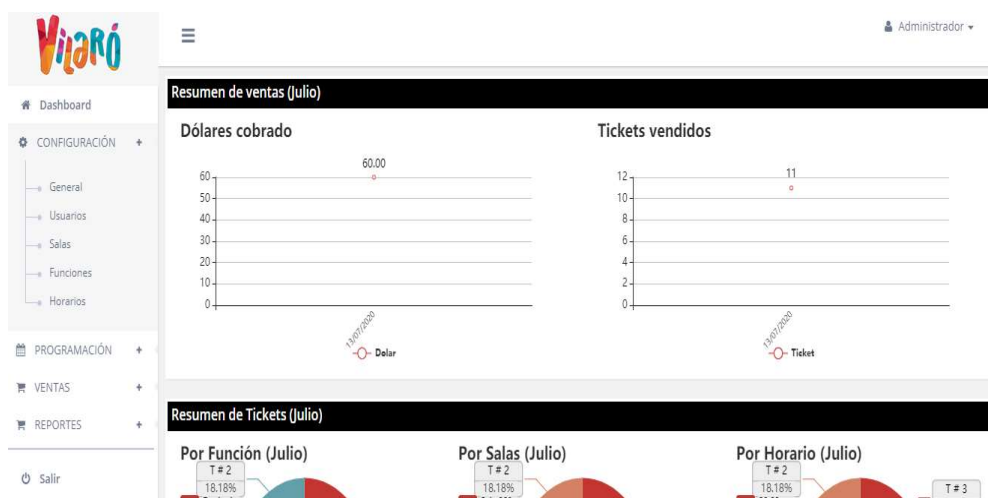 Vilaró
Administrador
Dashboard
CONFIGURACIÓN +
General
Usuarios
Salas
Funciones
Horarios
PROGRAMACIÓN +
VENTAS +
REPORTES +
Salir
Resumen de ventas (Julio)
Dólares cobrado
60.00
60
50
40
30
20
10
0
13/07/2020
Dolar
Tickets vendidos
11
12
10
8
6
4
2
0
13/07/2020
Ticket
Resumen de Tickets (Julio)
Por Función (Julio)
T # 2
18.18%
Por Salas (Julio)
T # 2
18.18%
Por Horario (Julio)
T # 2
18.18%
T # 3